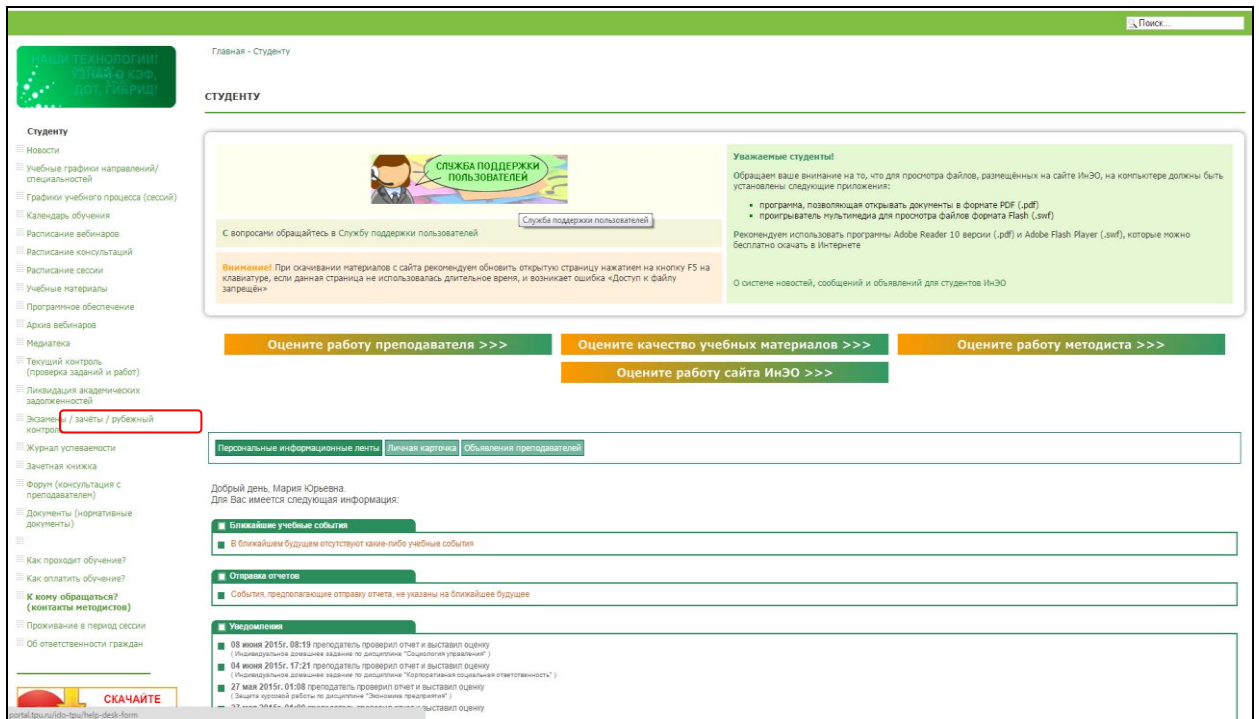 Поиск...
НАШИ ТЕХНОЛОГИИ!
УЗНАЙ О КЭФ,
ДОТ, ГИБРИД!
Главная - Студенту
СТУДЕНТУ
Студенту
Новости
Учебные графики направлений/
специальностей
Графики учебного процесса (сессий)
Календарь обучения
Расписание вебинаров
Расписание консультаций
Расписание сессии
Учебные материалы
Программное обеспечение
Архив вебинаров
Медиатека
Текущий контроль
(проверка заданий и работ)
Ликвидация академических
задолженностей
Экзамены / зачёты / рубежный
контроль
Журнал успеваемости
Зачетная книжка
Форум (консультация с
преподавателем)
Документы (нормативные
документы)
Как проходит обучение?
Как оплатить обучение?
К кому обращаться?
(контакты методистов)
Проживание в период сессии
Об ответственности граждан
СКАЧАЙТЕ
portal.tpu.ru/ido-tpu/help-desk-form
СЛУЖБА ПОДДЕРЖКИ
ПОЛЬЗОВАТЕЛЕЙ
Служба поддержки пользователей
С вопросами обращайтесь в Службу поддержки пользователей
Внимание! При скачивании материалов с сайта рекомендуем обновить открытую страницу нажатием на кнопку F5 на
клавиатуре, если данная страница не использовалась длительное время, и возникает ошибка «Доступ к файлу
запрещён»
Уважаемые студенты!
Обращаем ваше внимание на то, что для просмотра файлов, размещённых на сайте ИнЭО, на компьютере должны быть
установлены следующие приложения:
программа, позволяющая открывать документы в формате PDF (.pdf)
проигрыватель мультимедиа для просмотра файлов формата Flash (.swf)
Рекомендуем использовать программы Adobe Reader 10 версии (.pdf) и Adobe Flash Player (.swf), которые можно
бесплатно скачать в Интернете
О системе новостей, сообщений и объявлений для студентов ИнЭО
Оцените работу преподавателя >>>
Оцените качество учебных материалов >>>
Оцените работу методиста >>>
Оцените работу сайта ИнЭО >>>
Персональные информационные ленты
Личная карточка
Объявления преподавателей
Добрый день, Мария Юрьевна.
Для Вас имеется следующая информация:
Ближайшие учебные события
В ближайшем будущем отсутствуют какие-либо учебные события
Отправка отчетов
События, предполагающие отправку отчета, не указаны на ближайшее будущее
Уведомления
08 июня 2015г. 08:19 преподаватель проверил отчет и выставил оценку
( Индивидуальное домашнее задание по дисциплине "Социология управления" )
04 июня 2015г. 17:21 преподаватель проверил отчет и выставил оценку
( Индивидуальное домашнее задание по дисциплине "Корпоративная социальная ответственность" )
27 мая 2015г. 01:08 преподаватель проверил отчет и выставил оценку
( Защита курсовой работы по дисциплине "Экономика предприятия" )
выставил оценку